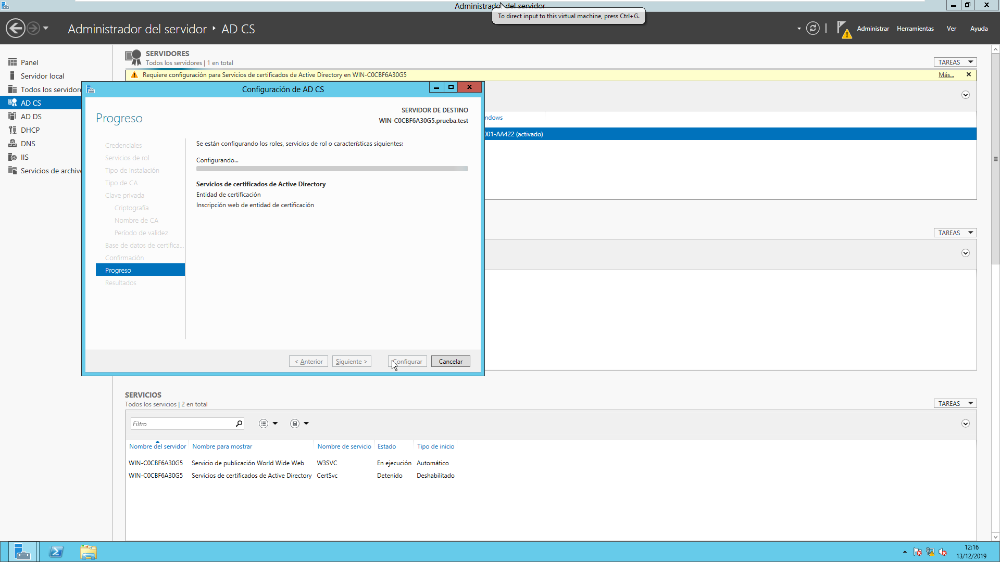 Administrador del servidor
To direct input to this virtual machine, press Ctrl+G.
Administrador del servidor ‣ AD CS
Administrar
Herramientas
Ver
Ayuda
Panel
Servidor local
Todos los servidore
AD CS
AD DS
DHCP
DNS
IIS
Servicios de archivo
SERVIDORES
Todos los servidores | 1 en total
TAREAS
Requiere configuración para Servicios de certificados de Active Directory en WIN-C0CBF6A30G5
Más...
ndows
001-AA422 (activado)
Configuración de AD CS
Progreso
SERVIDOR DE DESTINO
WIN-C0CBF6A30G5.prueba.test
Credenciales
Servicios de rol
Tipo de instalación
Tipo de CA
Clave privada
Criptografía
Nombre de CA
Período de validez
Base de datos de certifica...
Confirmación
Progreso
Resultados
Se están configurando los roles, servicios de rol o características siguientes:
Configurando...
Servicios de certificados de Active Directory
Entidad de certificación
Inscripción web de entidad de certificación
< Anterior
Siguiente >
Configurar
Cancelar
TAREAS
SERVICIOS
Todos los servicios | 2 en total
TAREAS
Filtro
Nombre del servidor Nombre para mostrar Nombre de servicio Estado Tipo de inicio
WIN-C0CBF6A30G5 Servicio de publicación World Wide Web W3SVC En ejecución Automático
WIN-C0CBF6A30G5 Servicios de certificados de Active Directory CertSvc Detenido Deshabilitado
12:16
13/12/2019